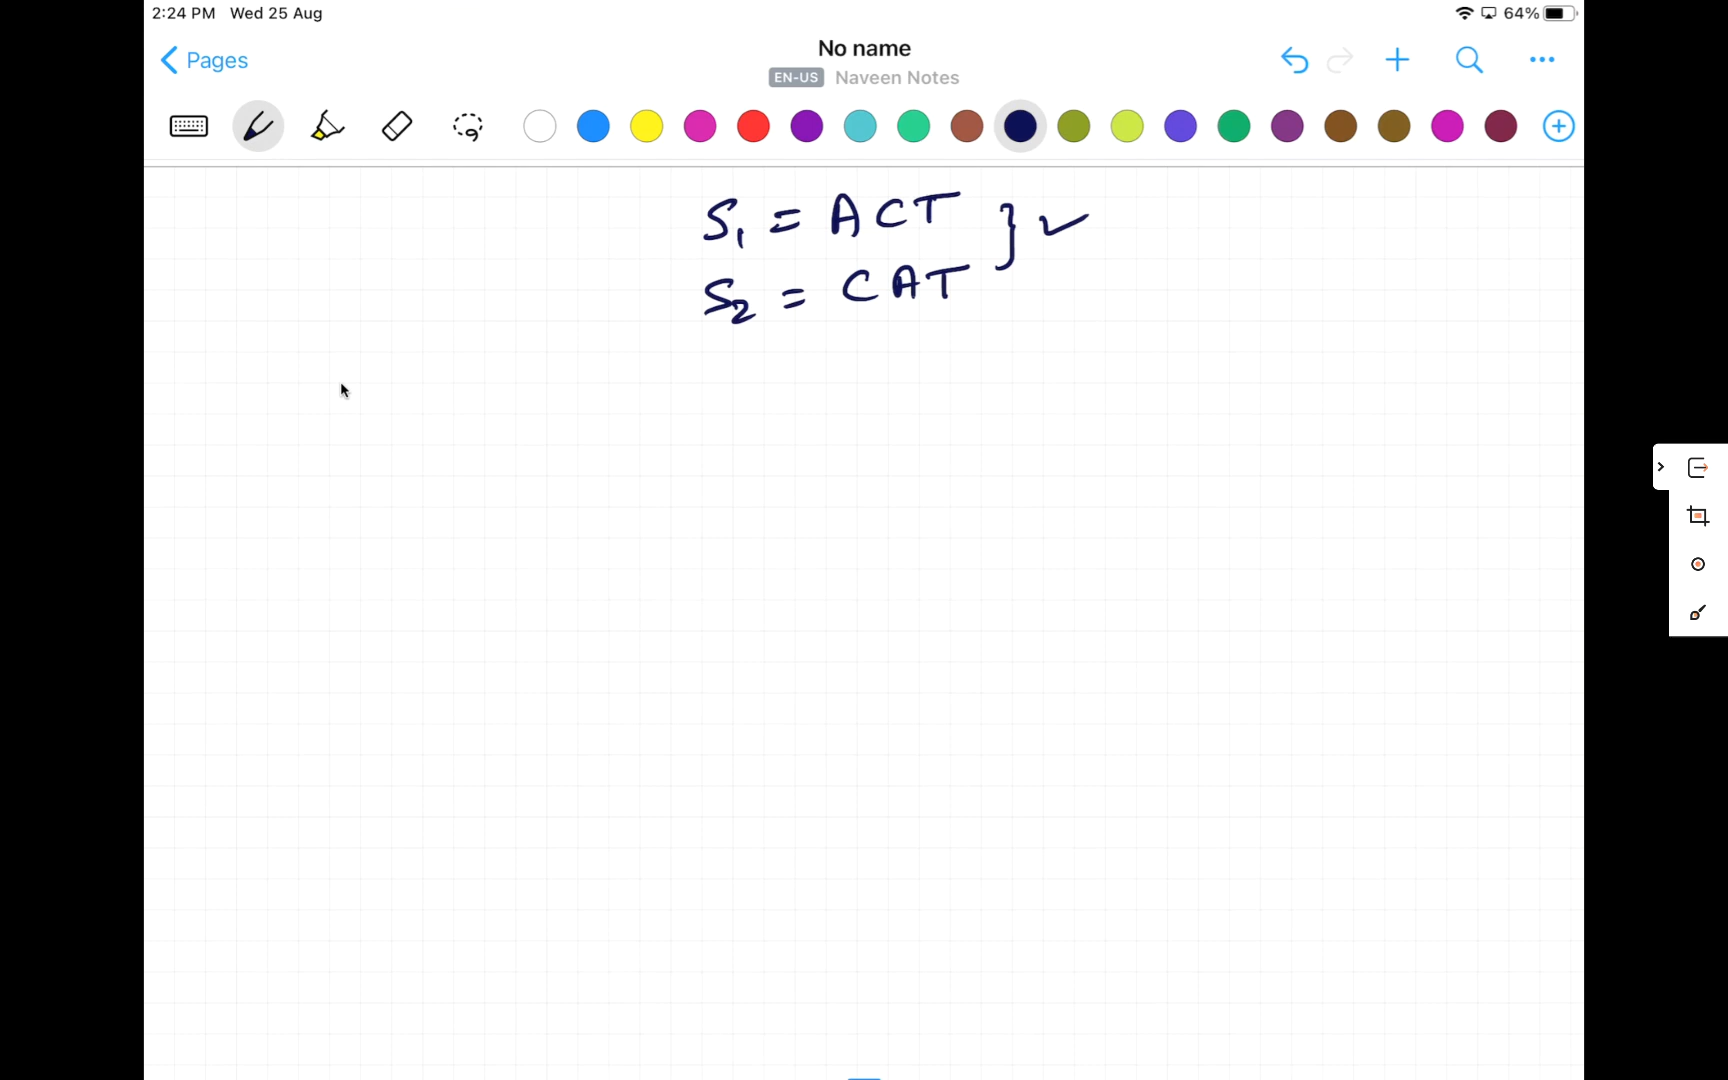 2:24 PM Wed 25 Aug
64%
Pages
No name
EN-US Naveen Notes
S1 = ACT } ✓
S2 = CAT